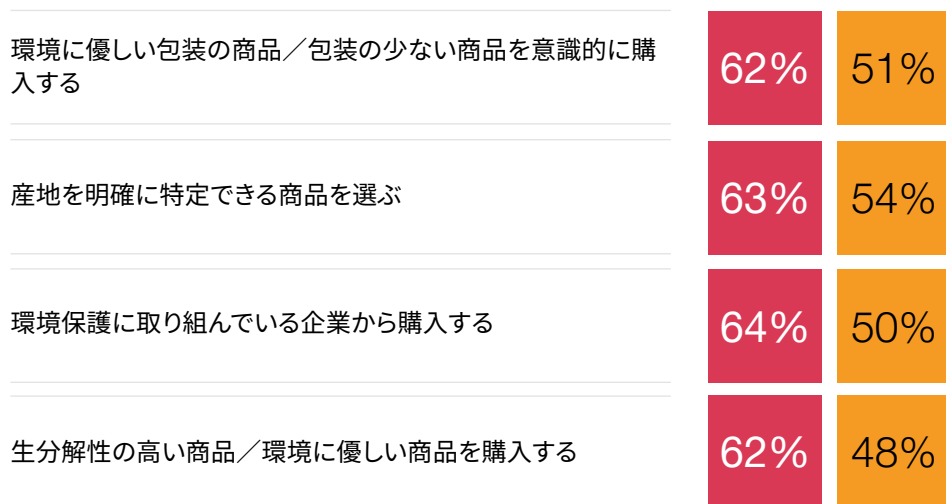 環境に優しい包装の商品／包装の少ない商品を意識的に購
入する
62% 51%
産地を明確に特定できる商品を選ぶ
63% 54%
環境保護に取り組んでいる企業から購入する
64% 50%
生分解性の高い商品／環境に優しい商品を購入する
62% 48%